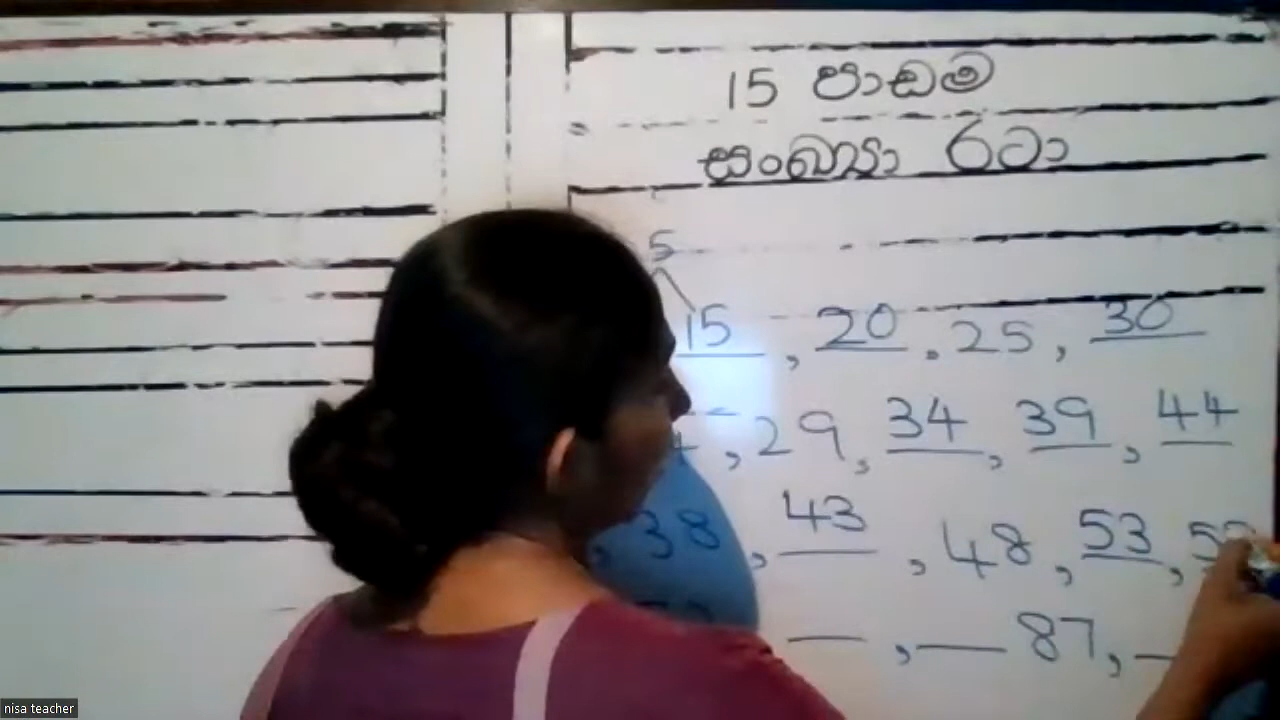 15 පාඩම
සංඛ්‍යා රටා
5
15, 20, 25, 30
, 29, 34, 39, 44
, 38, 43, 48, 53,
, 87,
nisa teacher